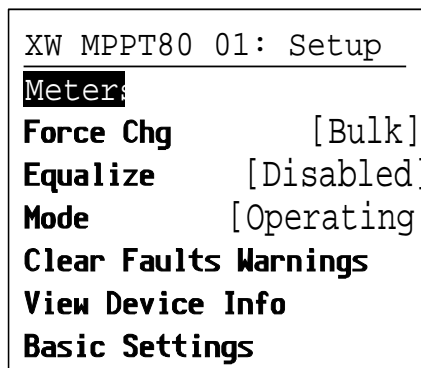 XW MPPT80 01: Setup
Meters
Force Chg [Bulk]
Equalize [Disabled]
Mode [Operating
Clear Faults Warnings
View Device Info
Basic Settings